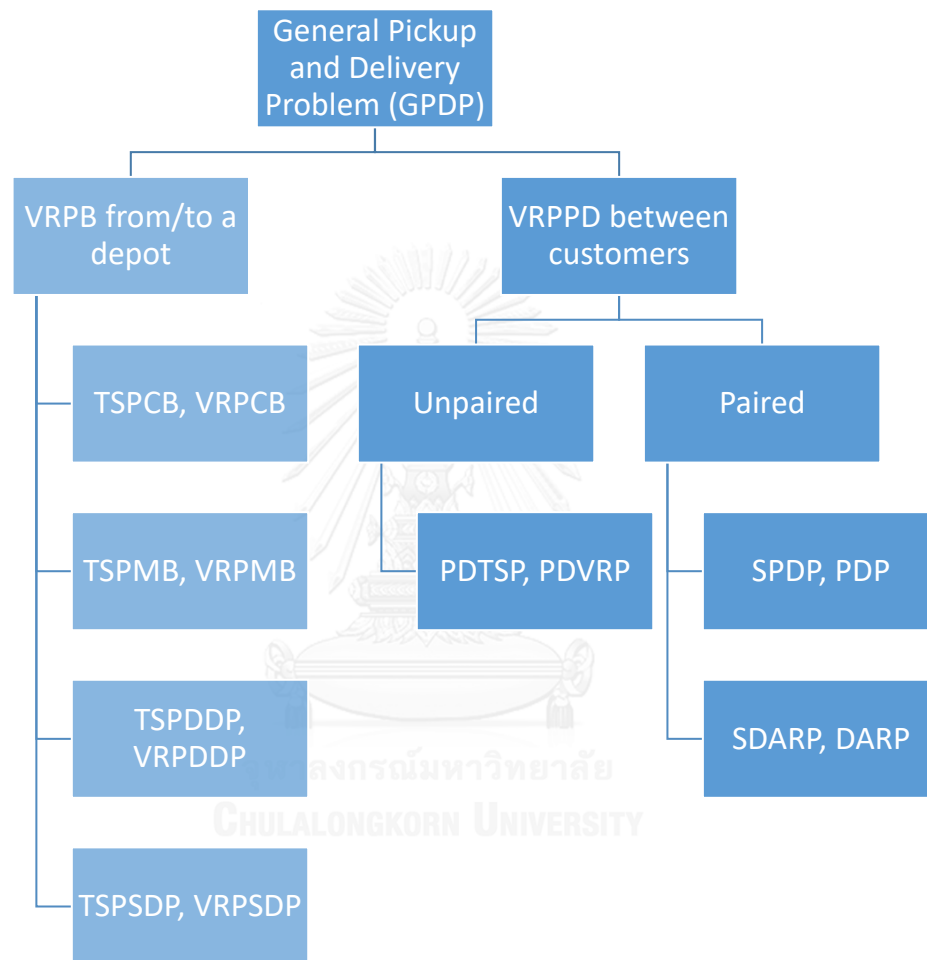 General Pickup
and Delivery
Problem (GPDP)
VRPB from/to a
depot
VRPPD between
customers
TSPCB, VRPCB
Unpaired
Paired
TSPMB, VRPMB
PDTSP, PDVRP
SPDP, PDP
TSPDDP,
VRPDDP
SDARP, DARP
จุฬาลงกรณ์มหาวิทยาลัย
CHULALONGKORN UNIVERSITY
TSPSDP, VRPSDP